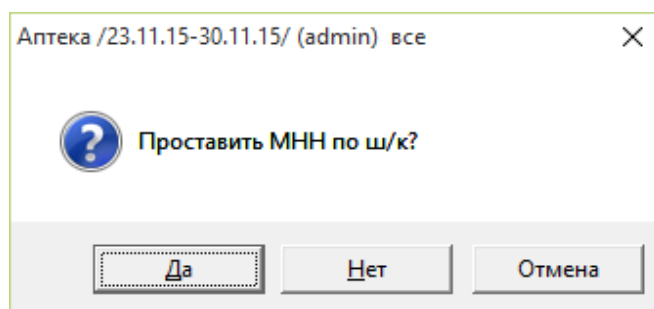 Аптека /23.11.15-30.11.15/ (admin) все
Проставить МНН по ш/к?
Да Нет Отмена